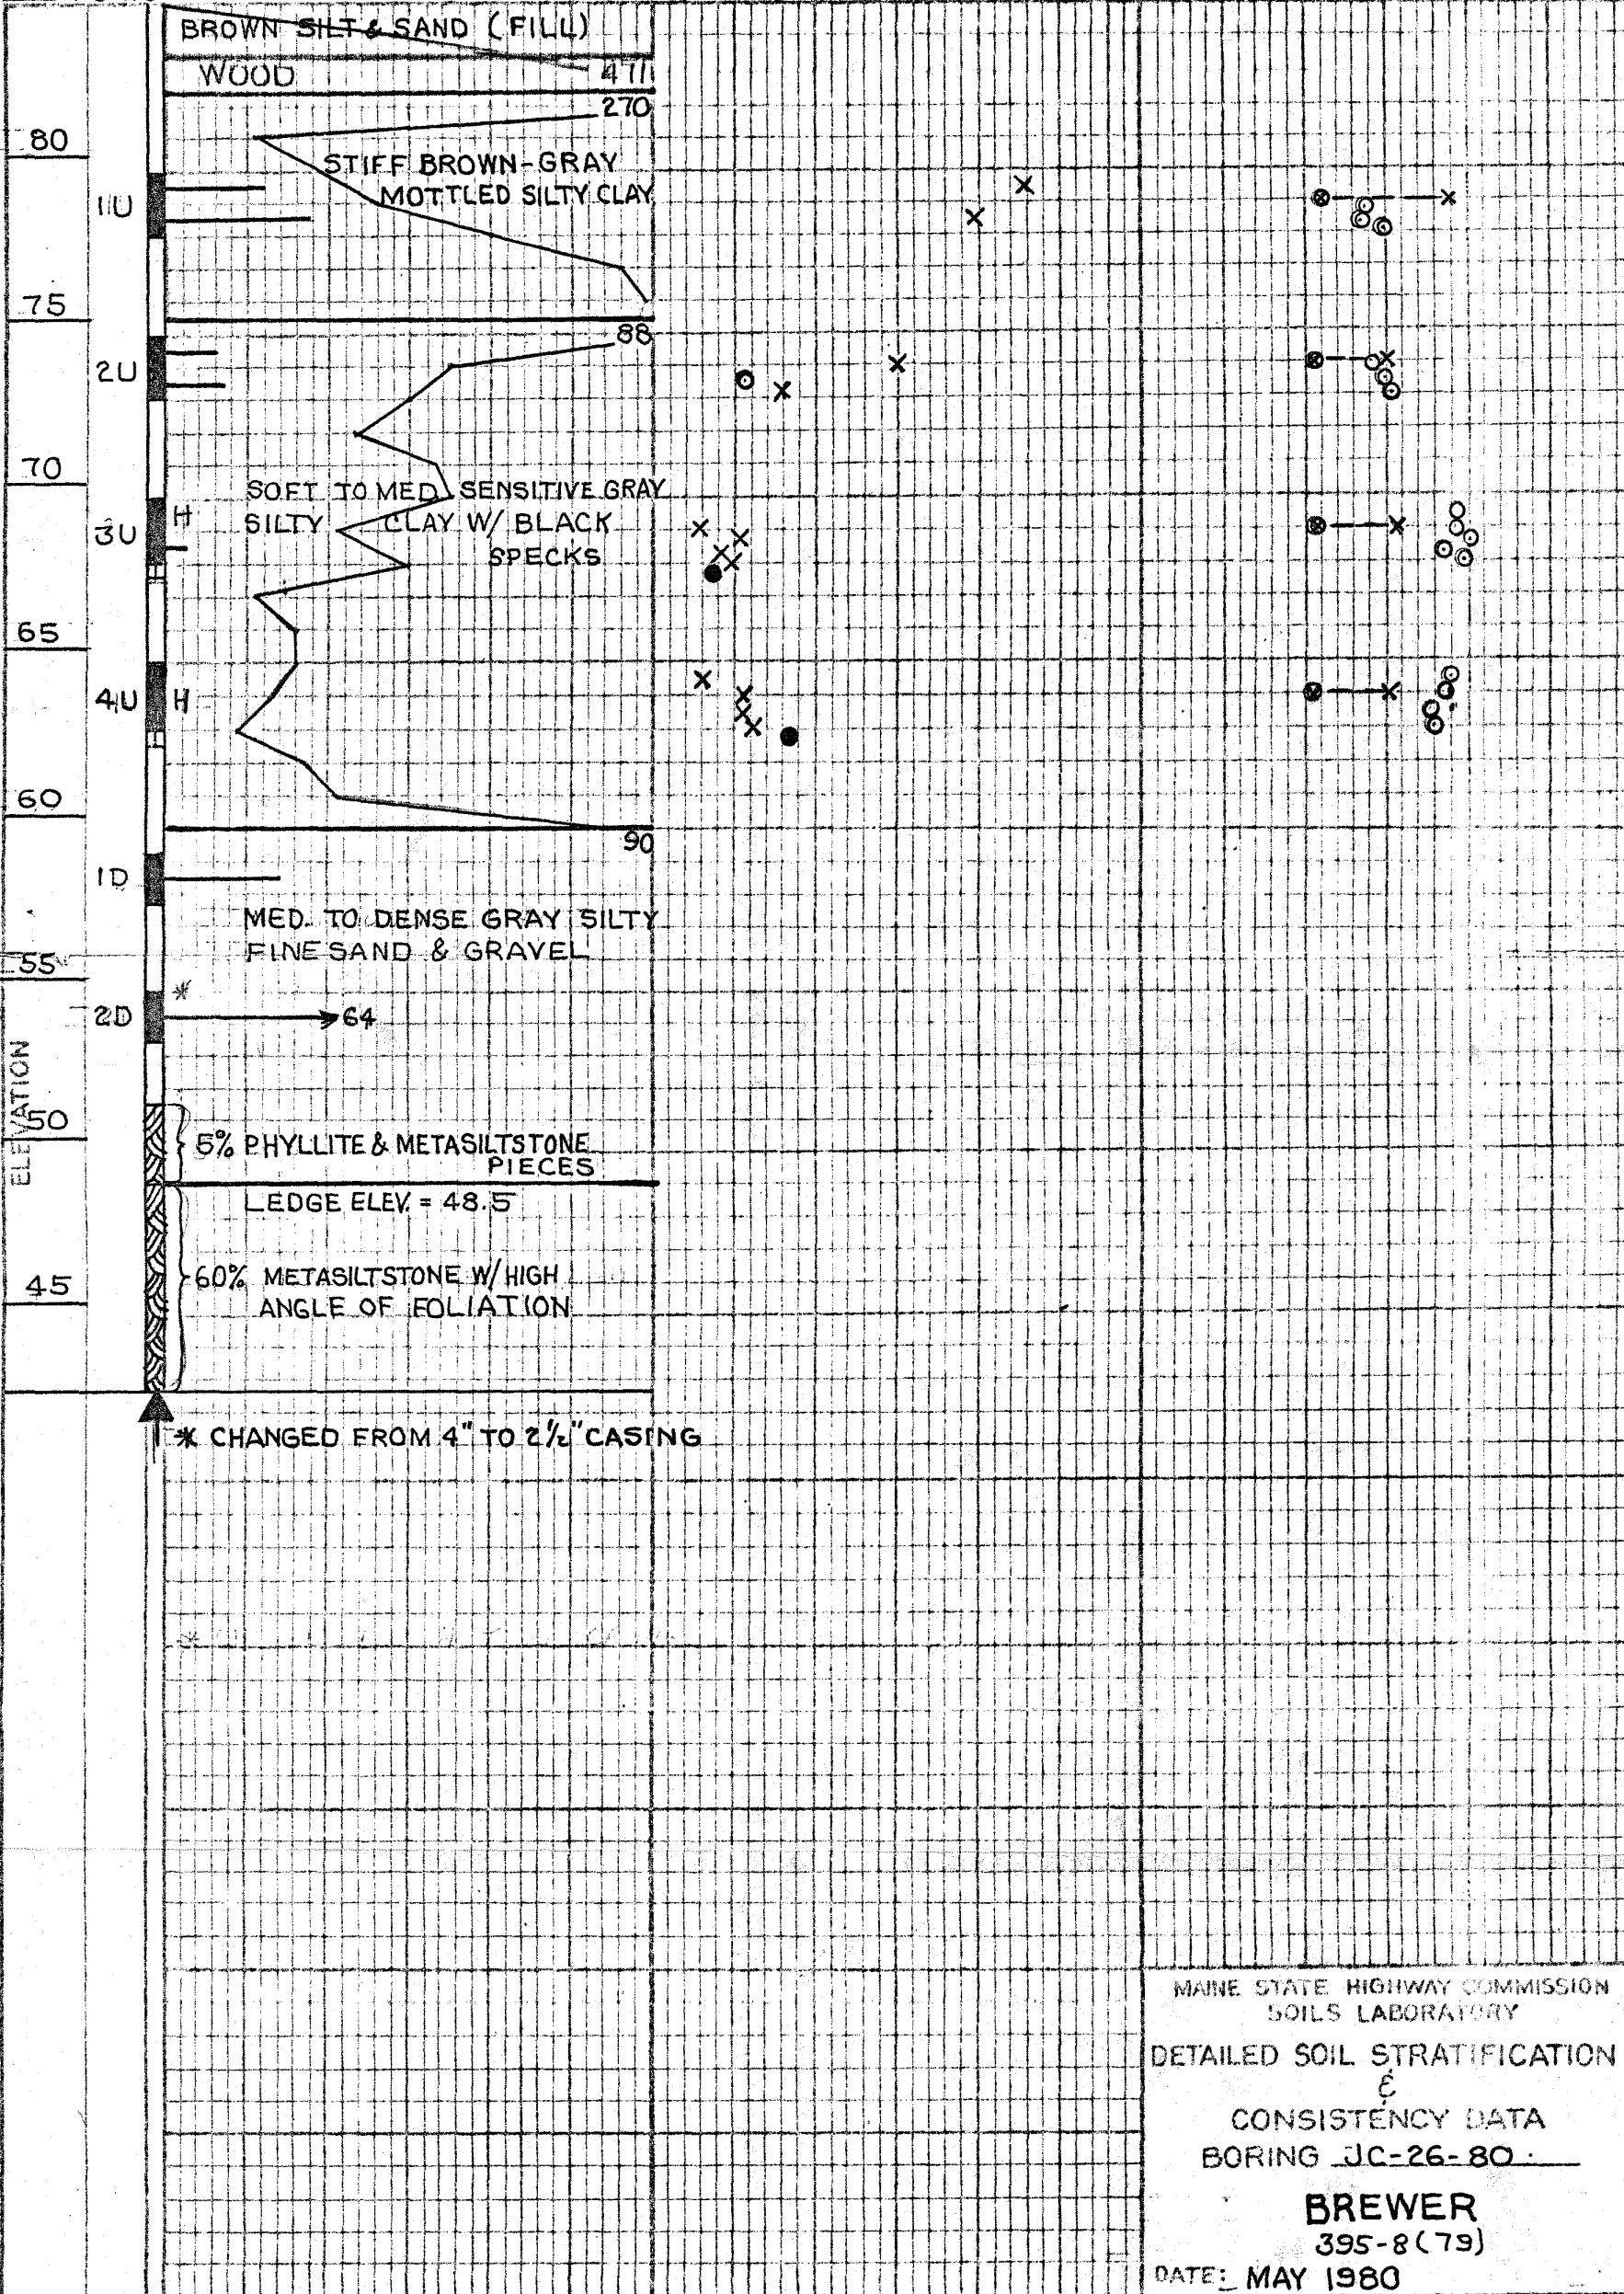 BROWN SILT & SAND (FILL)
WOOD 471
270
80
STIFF BROWN-GRAY
MOTTLED SILTY CLAY
1U
75
88
2U
70
SOFT TO MED. SENSITIVE GRAY
H SILTY CLAY W/ BLACK
3U
SPECKS
65
4U H
60
90
1D
MED. TO DENSE GRAY SILTY
FINE SAND & GRAVEL
55
*
2D 64
ELEVATION
50
5% PHYLLITE & METASILTSTONE
PIECES
LEDGE ELEV. = 48.5
45
60% METASILTSTONE W/HIGH
ANGLE OF FOLIATION
* CHANGED FROM 4" TO 2½" CASING
MAINE STATE HIGHWAY COMMISSION
SOILS LABORATORY
DETAILED SOIL STRATIFICATION
&
CONSISTENCY DATA
BORING JC-26-80
BREWER
395-8(79)
DATE: MAY 1980